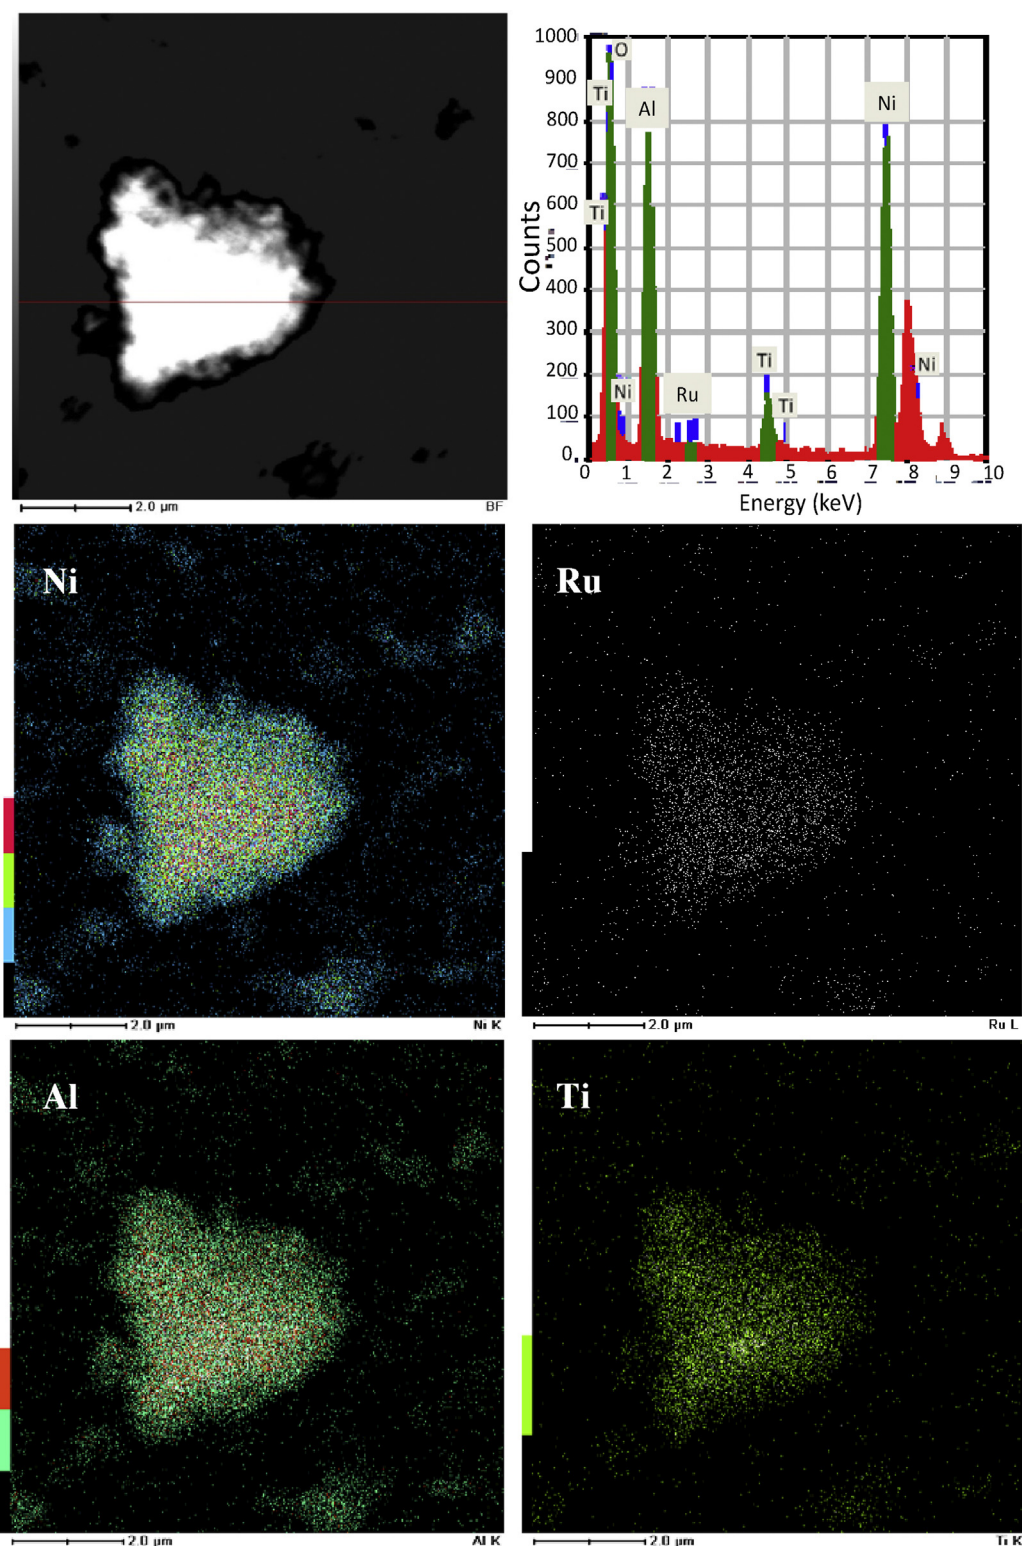 2.0 µm
BF
1000
900
800
700
600
500
400
300
200
100
0
Counts
O
Ti
Al
Ni
Ti
Ni
Ru
Ti
Ti
Ni
0 1 2 3 4 5 6 7 8 9 10
Energy (keV)
Ni
2.0 µm
Ni K
Ru
2.0 µm
Ru L
Al
2.0 µm
Al K
Ti
2.0 µm
Ti K